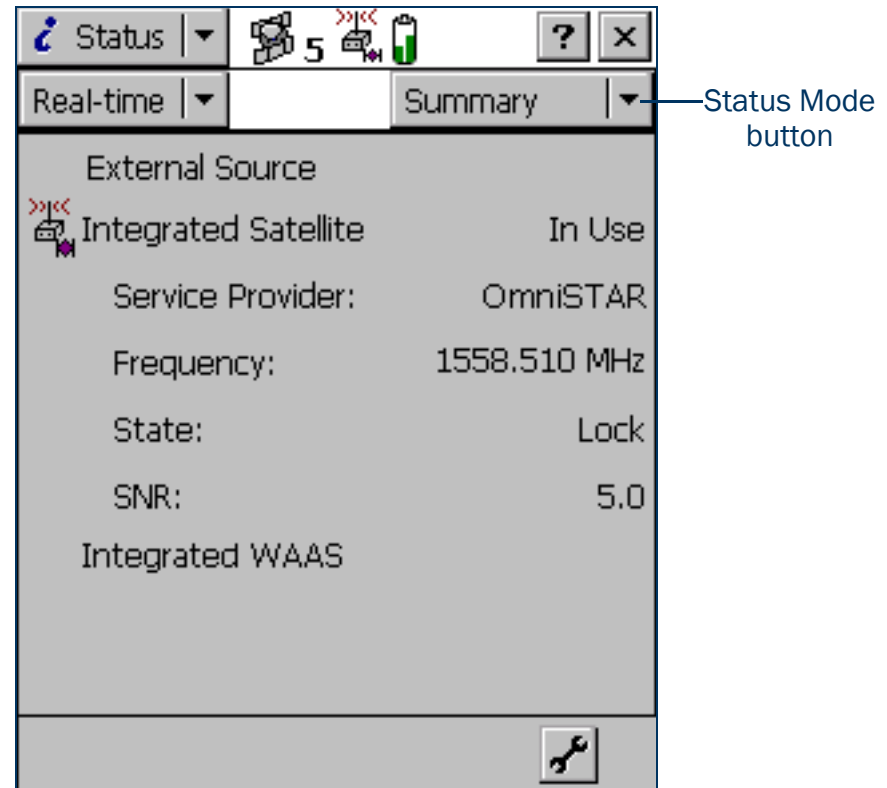 Status 5 ?
Real-time Summary
Status Mode
button
External Source
Integrated Satellite In Use
Service Provider: OmniSTAR
Frequency: 1558.510 MHz
State: Lock
SNR: 5.0
Integrated WAAS